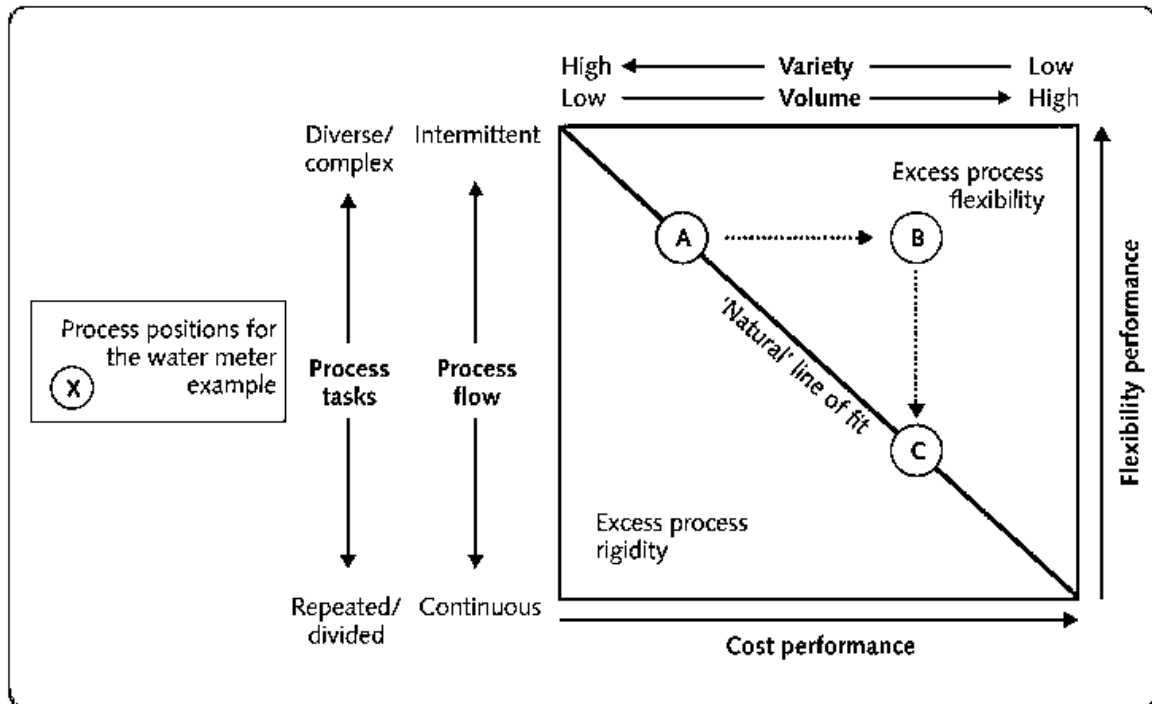 High Variety Low
Low Volume High
Diverse/
complex
Intermittent
Excess process
flexibility
A
B
Process positions for
the water meter
example
X
Process
tasks
Process
flow
'Natural' line of fit
C
Flexibility performance
Excess process
rigidity
Repeated/
divided
Continuous
Cost performance